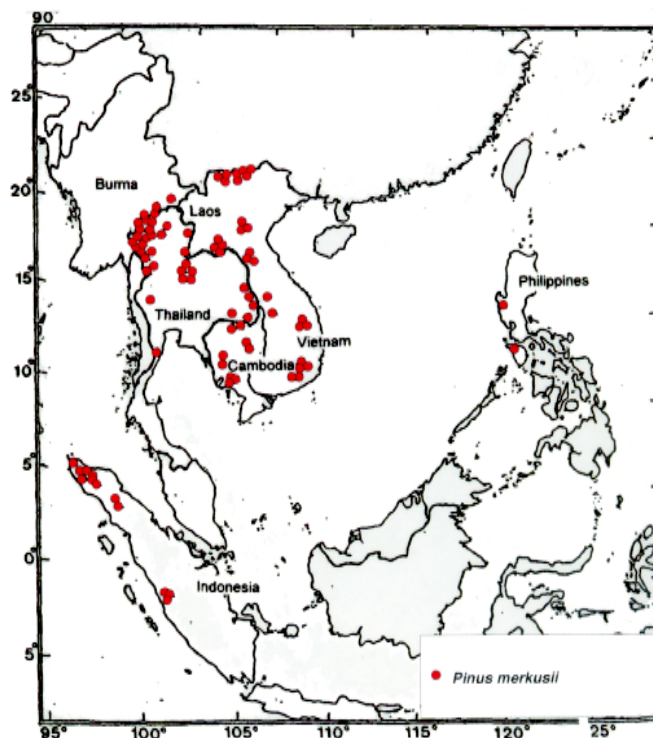 90
25°
20°
15°
10°
5°
0°
5°
Burma
Laos
Thailand
Cambodia
Vietnam
Philippines
Indonesia
Pinus merkusii
95° 100° 105° 110° 115° 120° 25°